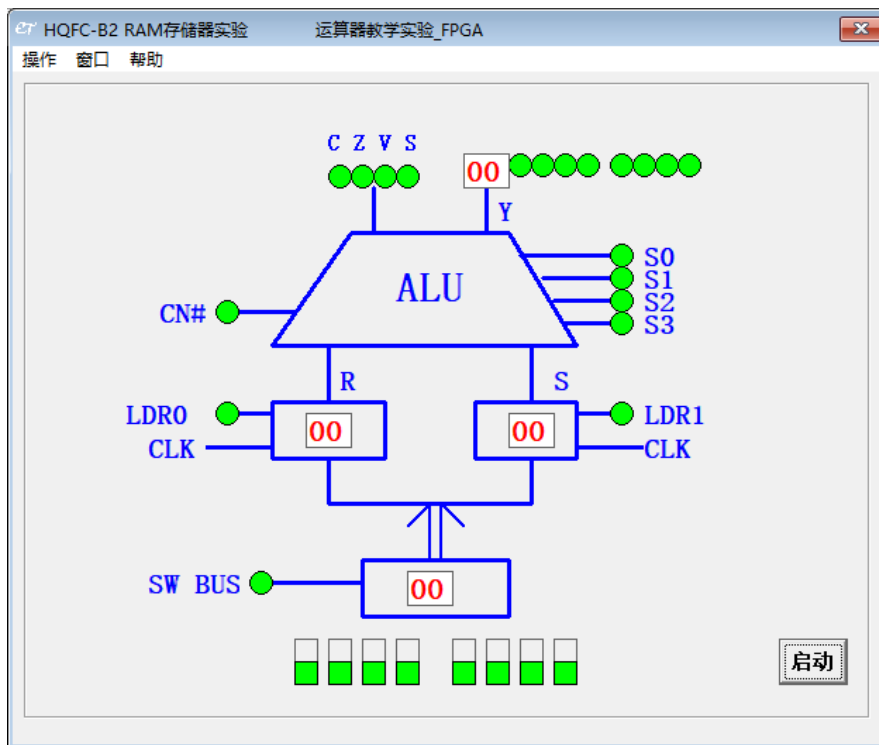 HQFC-B2 RAM存储器实验 运算器教学实验_FPGA
操作 窗口 帮助
C Z V S
00
Y
S0
ALU
S1
S2
CN#
S3
R
S
LDR0
00
00
LDR1
CLK
CLK
SW BUS
00
启动